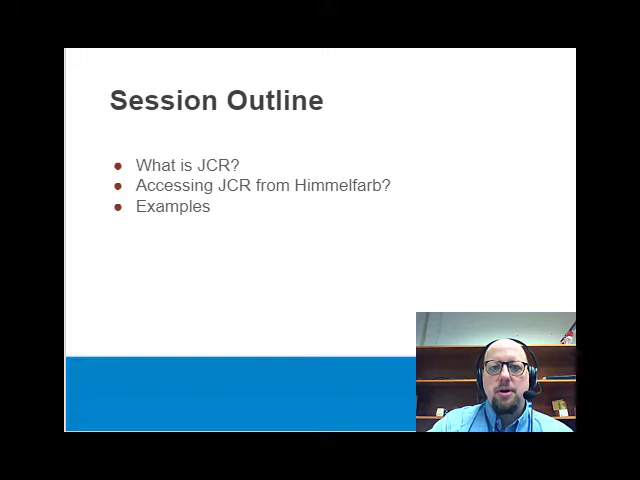 Session Outline
What is JCR?
Accessing JCR from Himmelfarb?
Examples